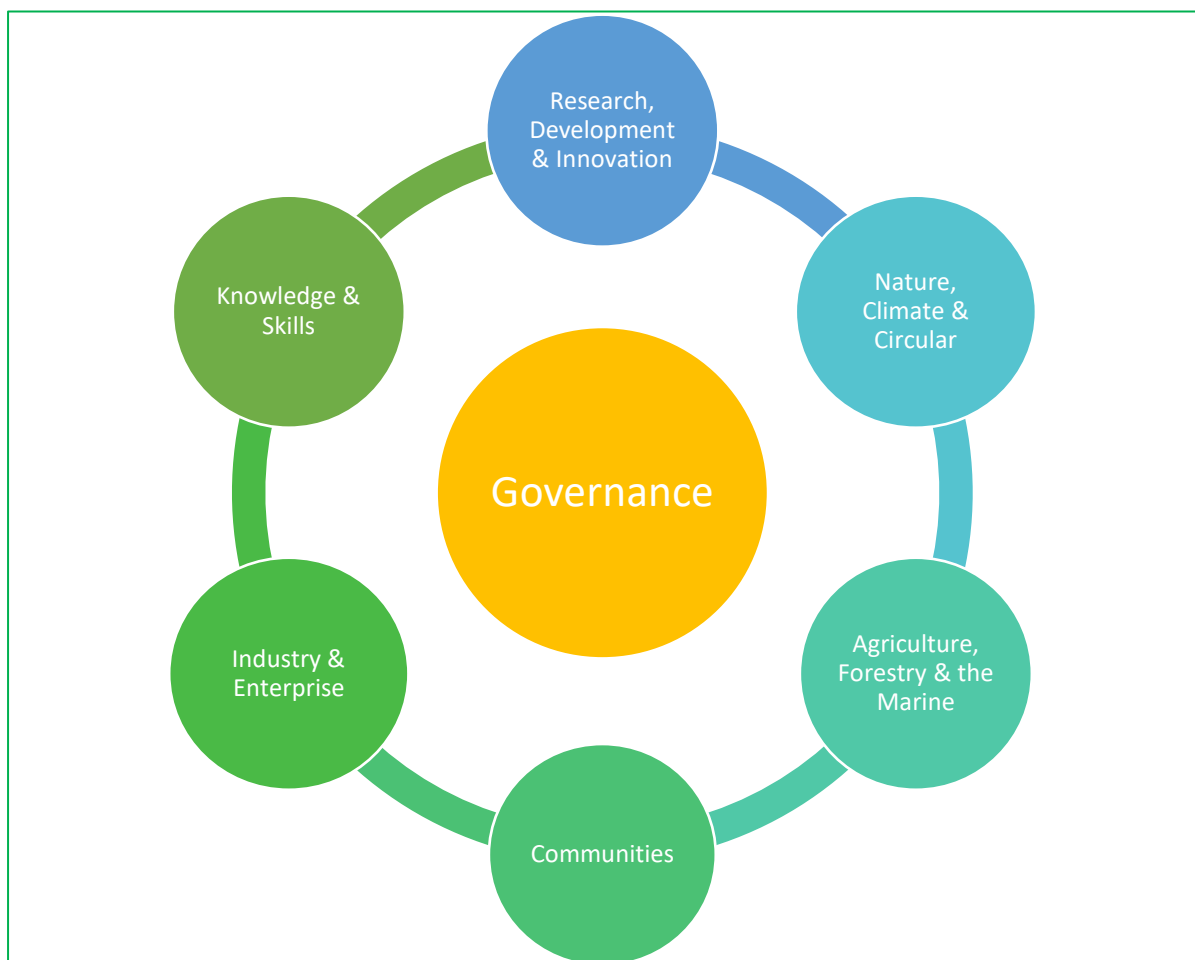 Research,
Development
& Innovation
Nature,
Climate &
Circular
Agriculture,
Forestry & the
Marine
Communities
Industry &
Enterprise
Knowledge &
Skills
Governance